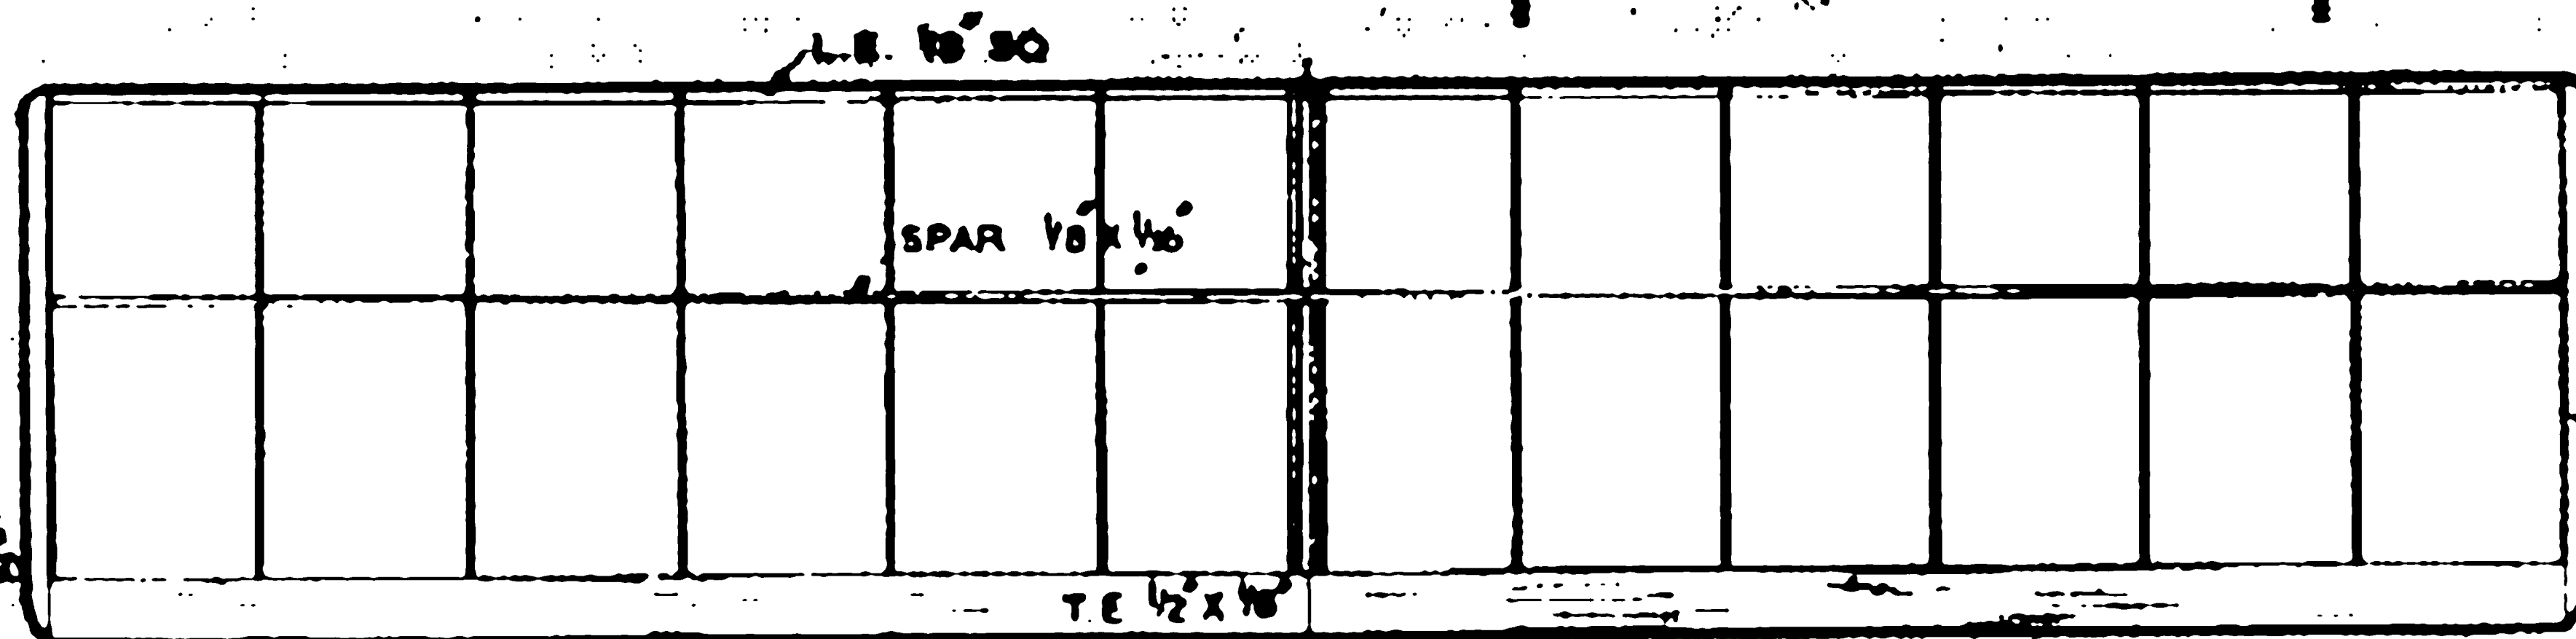 L.E. 1/8" SQ
SPAR 1/8" X 1/16"
T E 1/2" X 1/8"